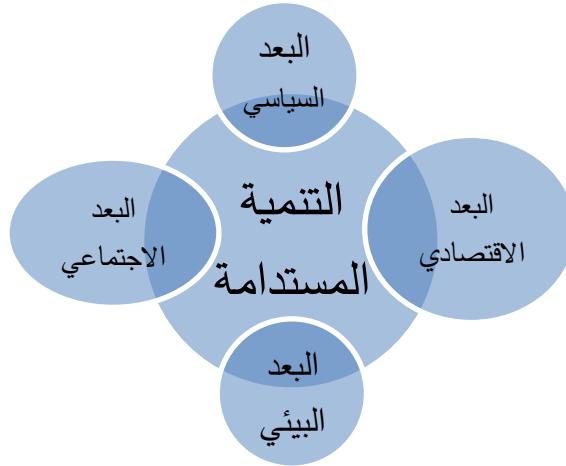 البعد
السياسي
البعد
الاقتصادي
التنمية
المستدامة
البعد
الاجتماعي
البعد
البيئي